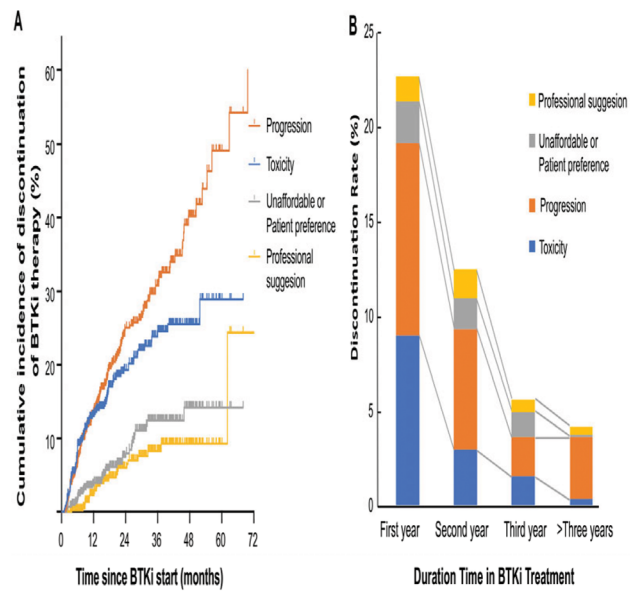 A
Cumulative incidence of discontinuation
of BTKi therapy (%)
60
50
40
30
20
10
0
12
24
36
48
60
72
Time since BTKi start (months)
Progression
Toxicity
Unaffordable or
Patient preference
Professional
suggesion
B
Discontinuation Rate (%)
25
20
15
10
5
0
First year
Second year
Third year
>Three years
Duration Time in BTKi Treatment
Professional suggesion
Unaffordable or
Patient preference
Progression
Toxicity